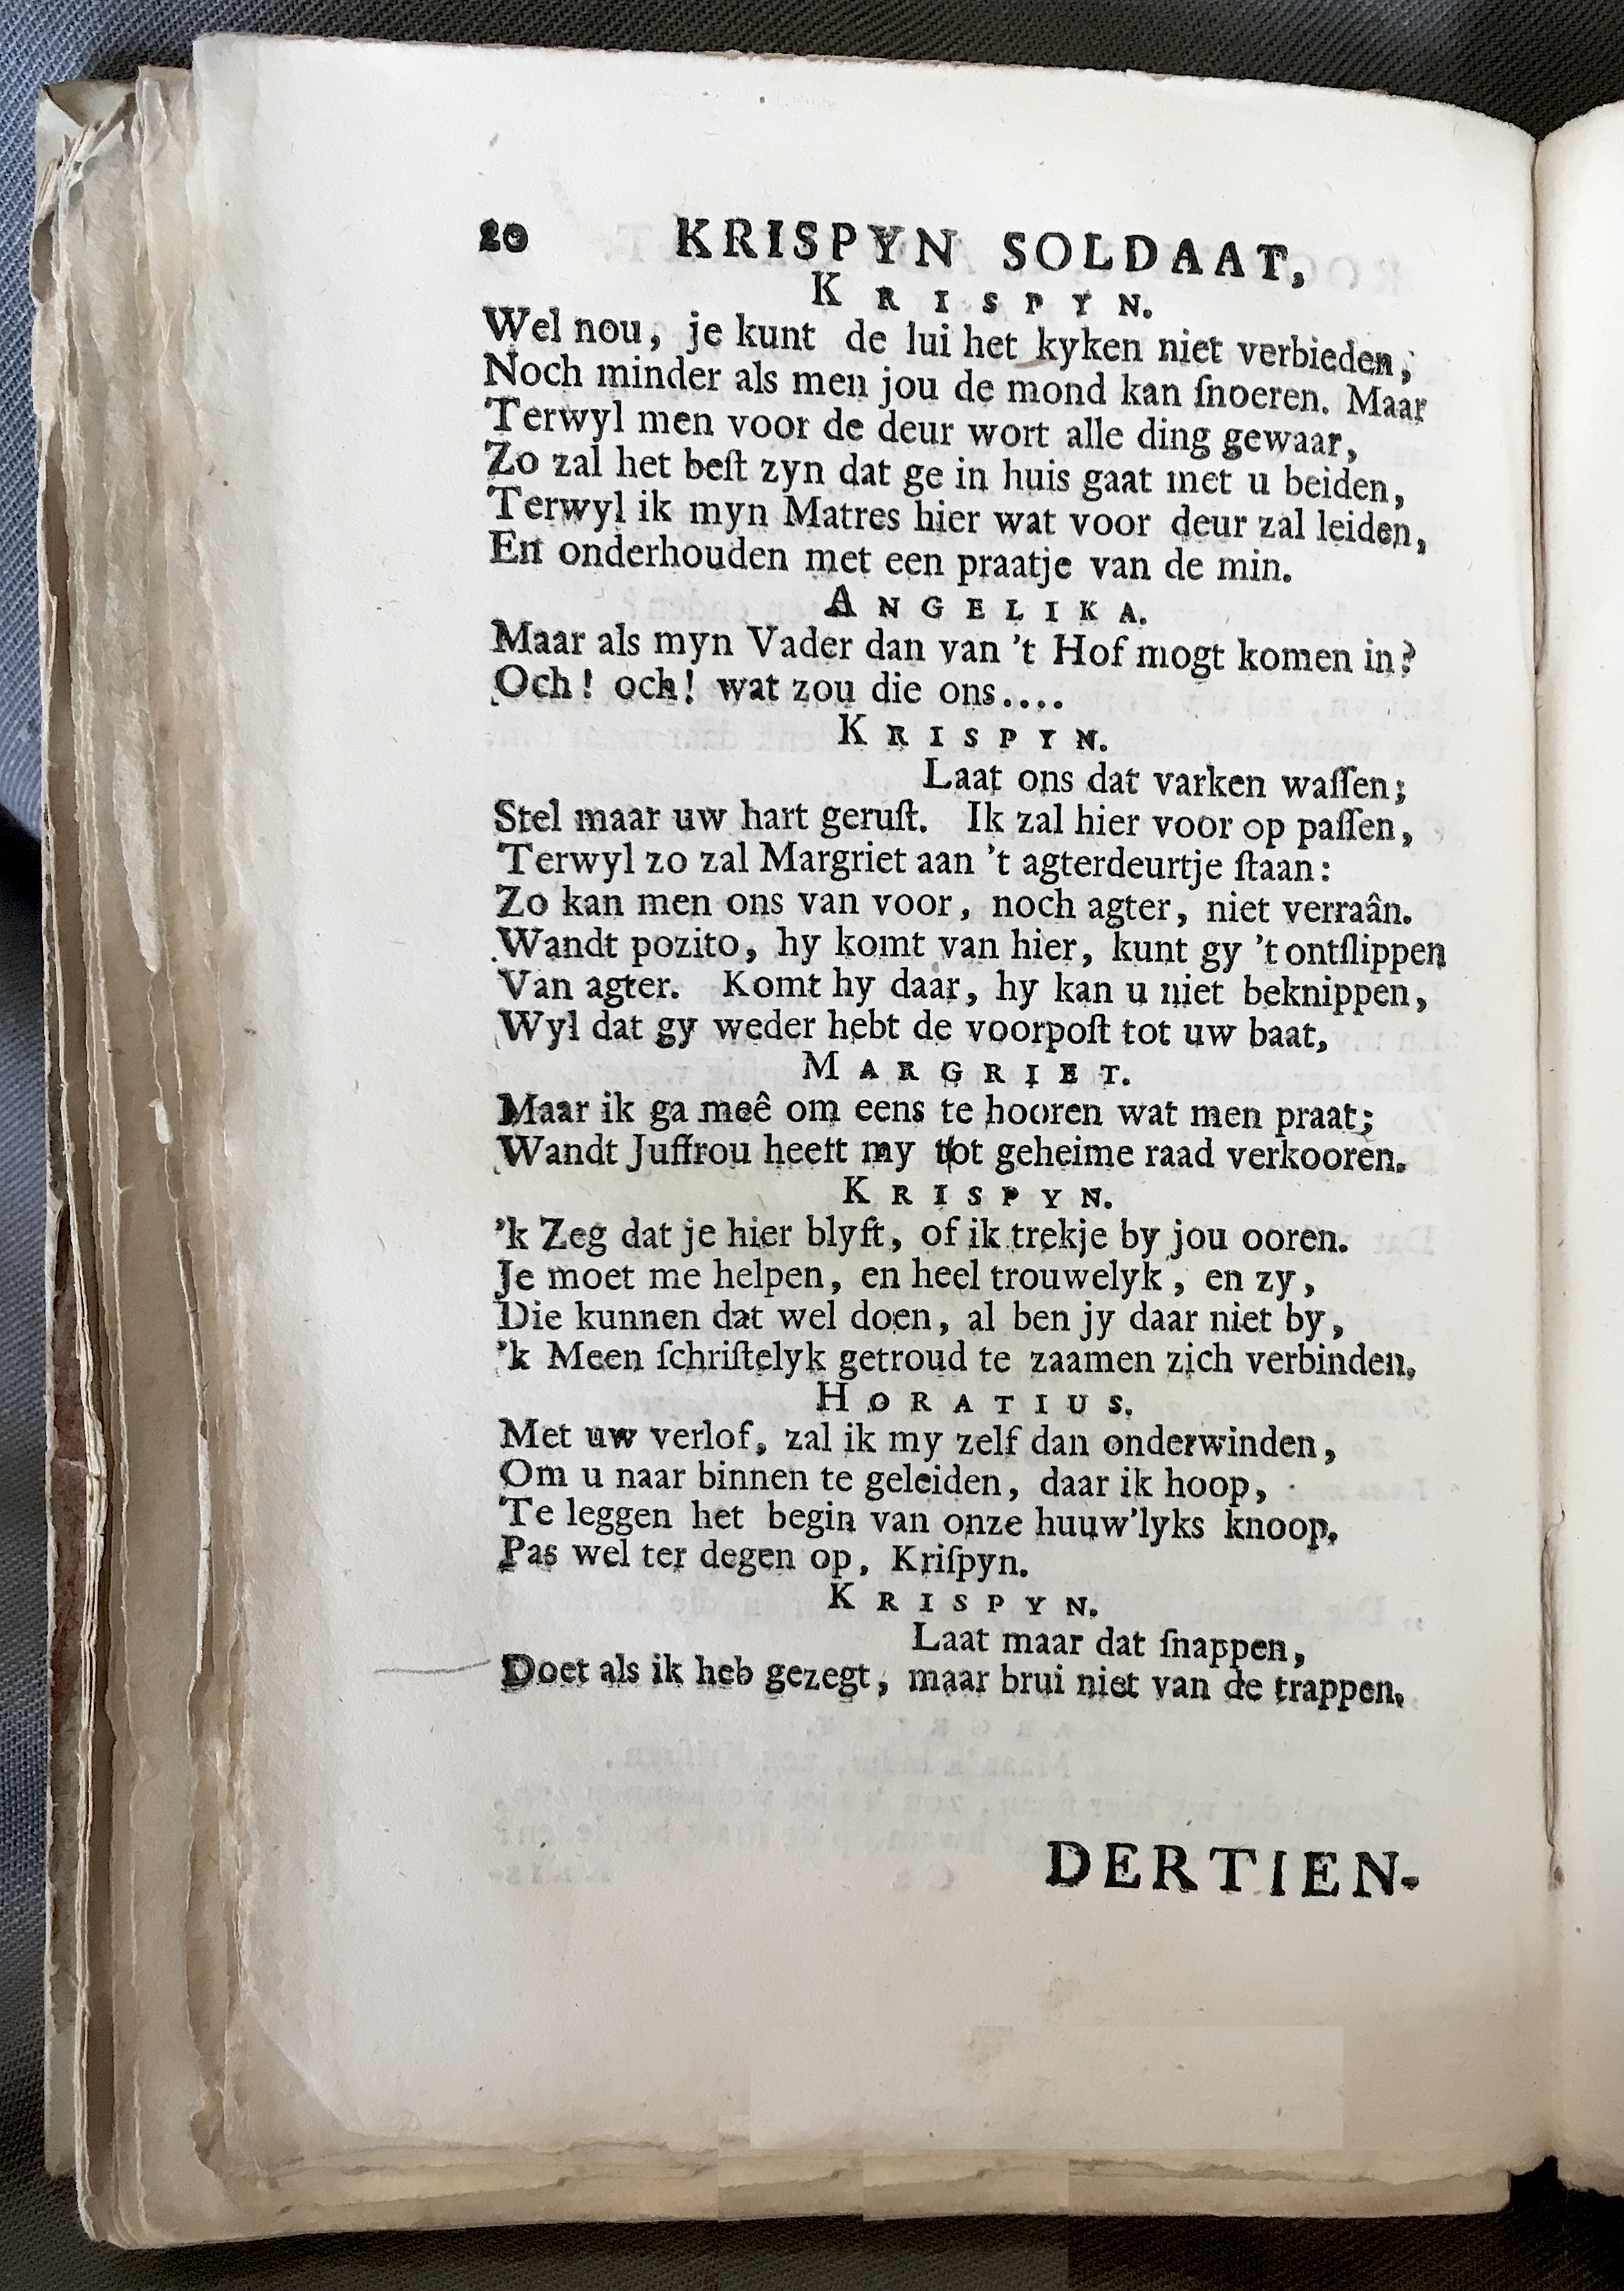 20 KRISPYN SOLDAAT,
KRISPYN.
Wel nou, je kunt de lui het kyken niet verbieden;
Noch minder als men jou de mond kan ſnoeren. Maar
Terwyl men voor de deur wort alle ding gewaar,
Zo zal het beſt zyn dat ge in huis gaat met u beiden,
Terwyl ik myn Matres hier wat voor deur zal leiden,
En onderhouden met een praatje van de min.
ANGELIKA.
Maar als myn Vader dan van 't Hof mogt komen in?
Och! och! wat zou die ons....
KRISPYN.
Laat ons dat varken waſſen;
Stel maar uw hart geruſt. Ik zal hier voor op paſſen,
Terwyl zo zal Margriet aan 't agterdeurtje ſtaan:
Zo kan men ons van voor, noch agter, niet verraân.
Wandt pozito, hy komt van hier, kunt gy 't ontſlippen
Van agter. Komt hy daar, hy kan u niet beknippen,
Wyl dat gy weder hebt de voorpoſt tot uw baat,
MARGRIET.
Maar ik ga meê om eens te hooren wat men praat;
Wandt Juffrou heeft my tot geheime raad verkooren.
KRISPYN.
'k Zeg dat je hier blyft, of ik trekje by jou ooren.
Je moet me helpen, en heel trouwelyk, en zy,
Die kunnen dat wel doen, al ben jy daar niet by,
'k Meen ſchriftelyk getroud te zaamen zich verbinden.
HORATIUS.
Met uw verlof, zal ik my zelf dan onderwinden,
Om u naar binnen te geleiden, daar ik hoop,
Te leggen het begin van onze huuw'lyks knoop,
Pas wel ter degen op, Kriſpyn.
KRISPYN.
Laat maar dat ſnappen,
Doet als ik heb gezegt, maar brui niet van de trappen.
DERTIEN-